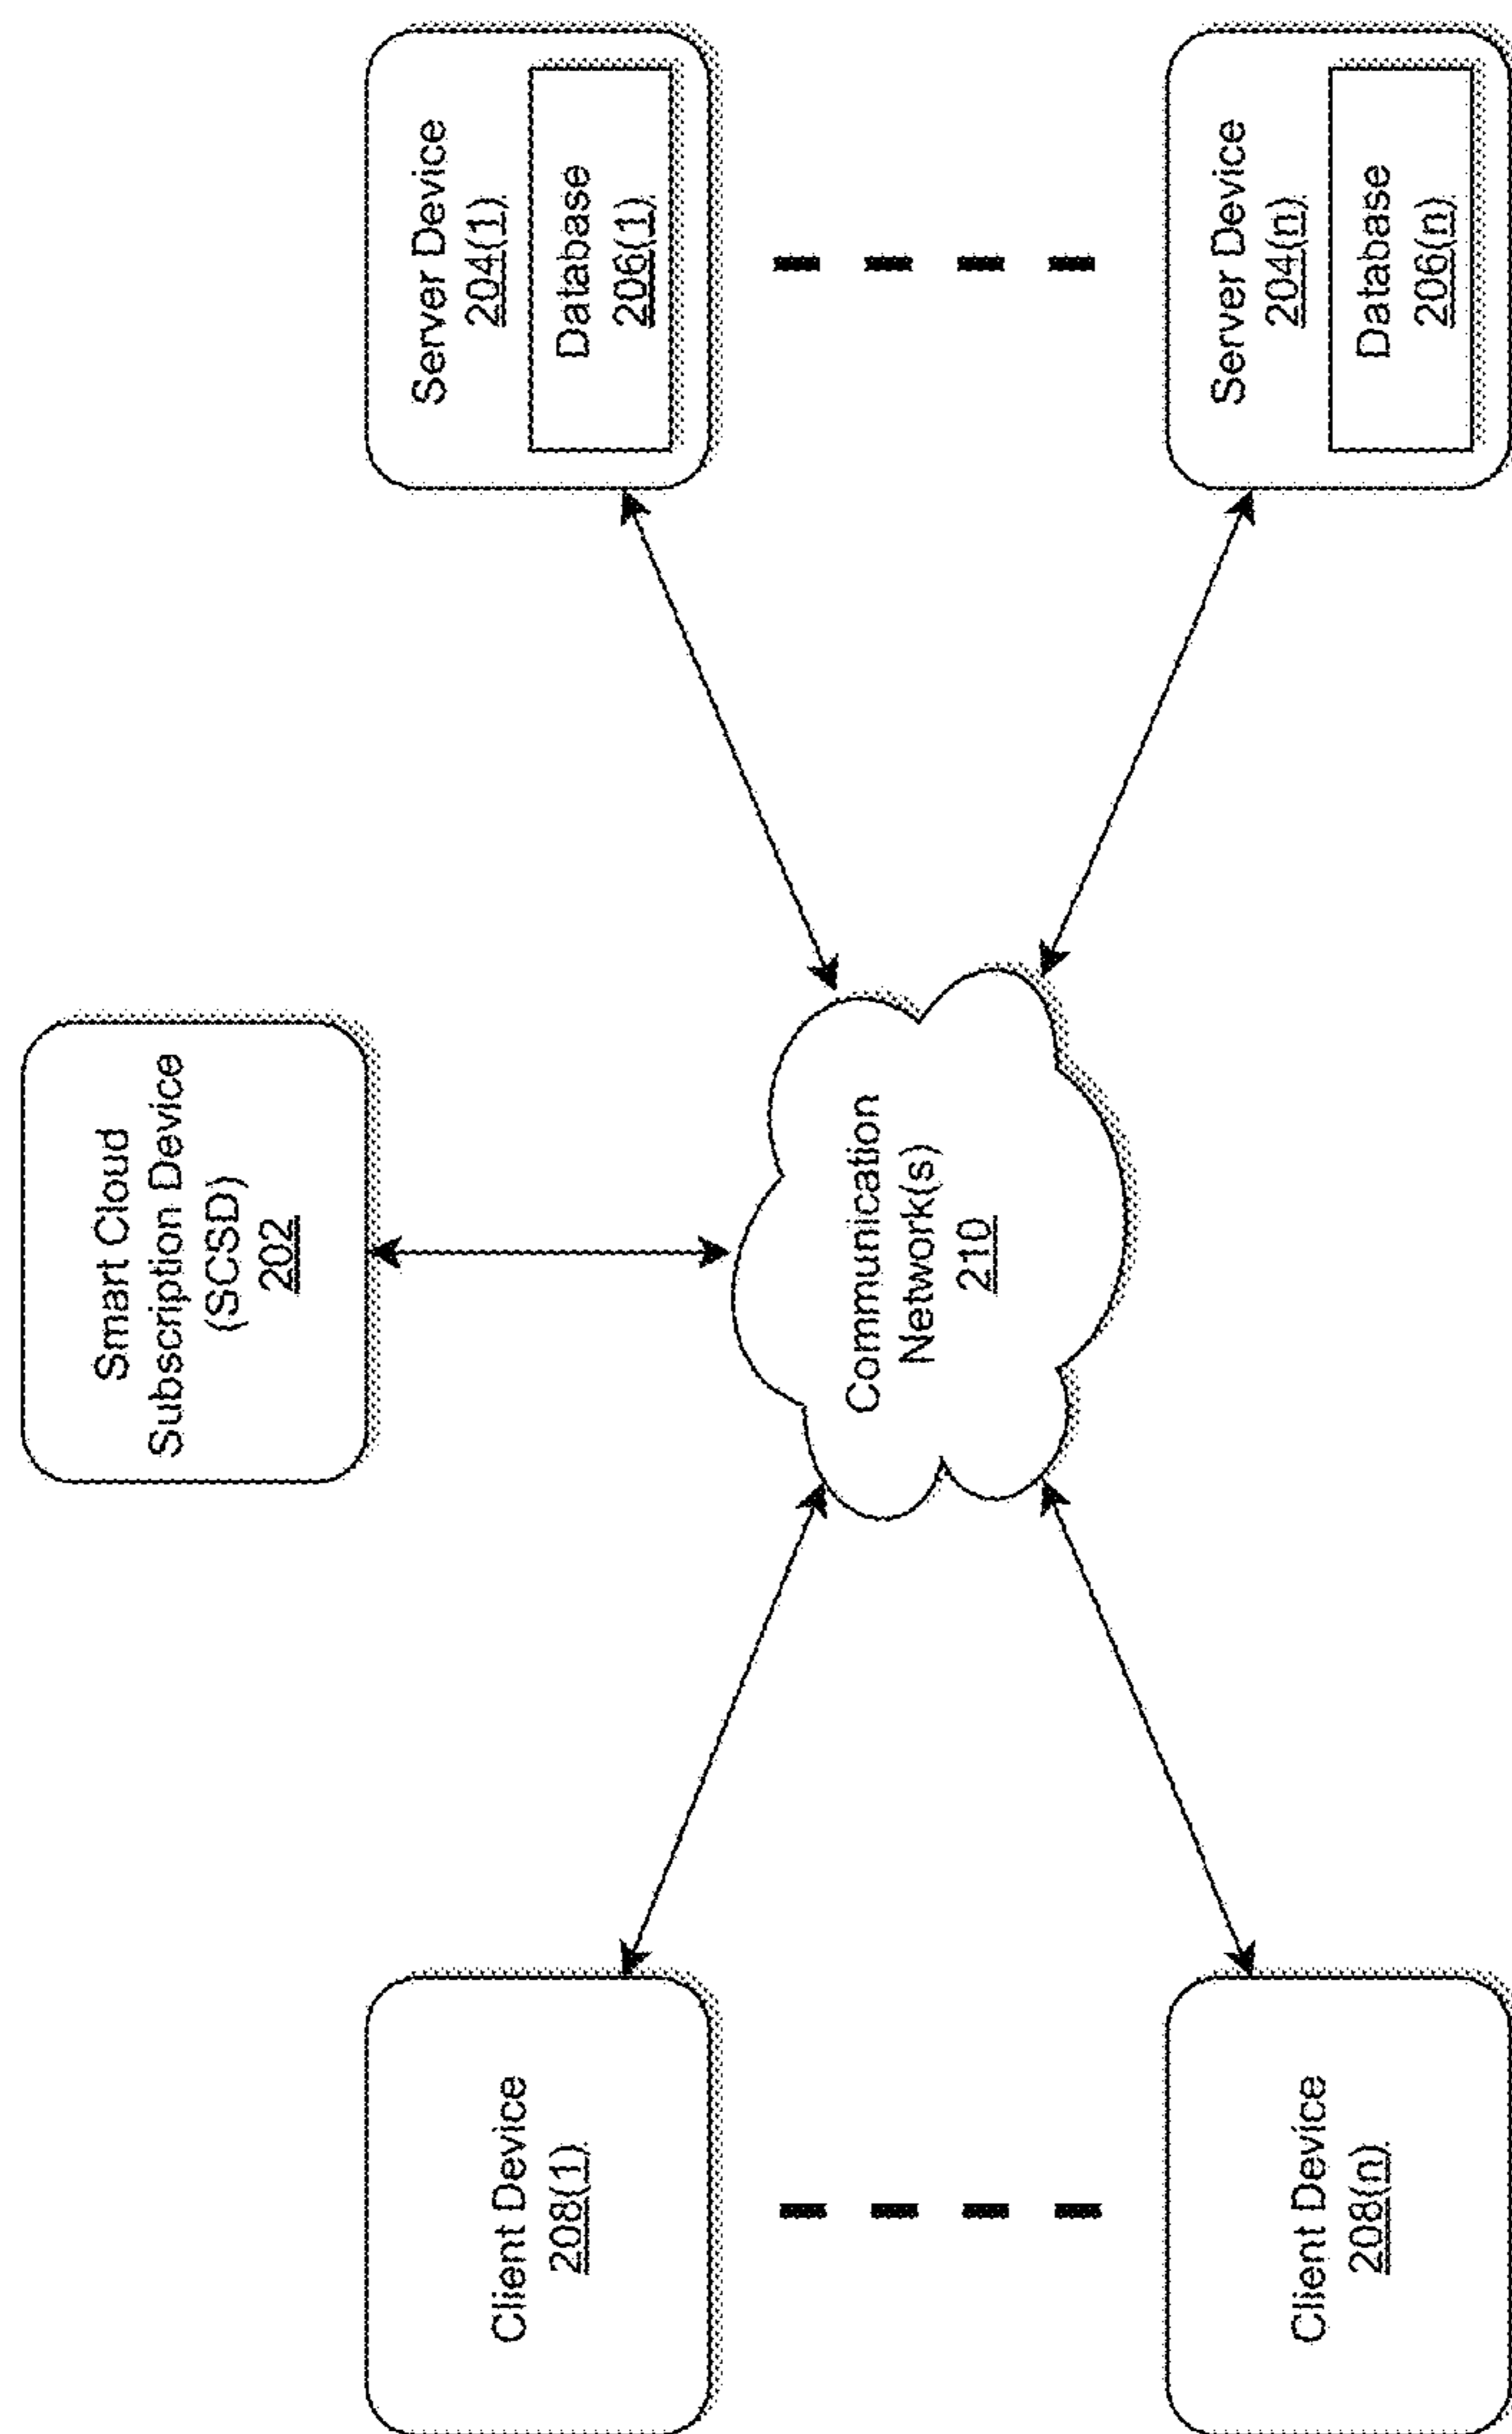 Smart Cloud
Subscription Device
(SCSD)
202
Client Device
208(1)
Communication
Network(s)
210
Server Device
204(1)
Database
206(1)
Client Device
208(n)
Server Device
204(n)
Database
206(n)